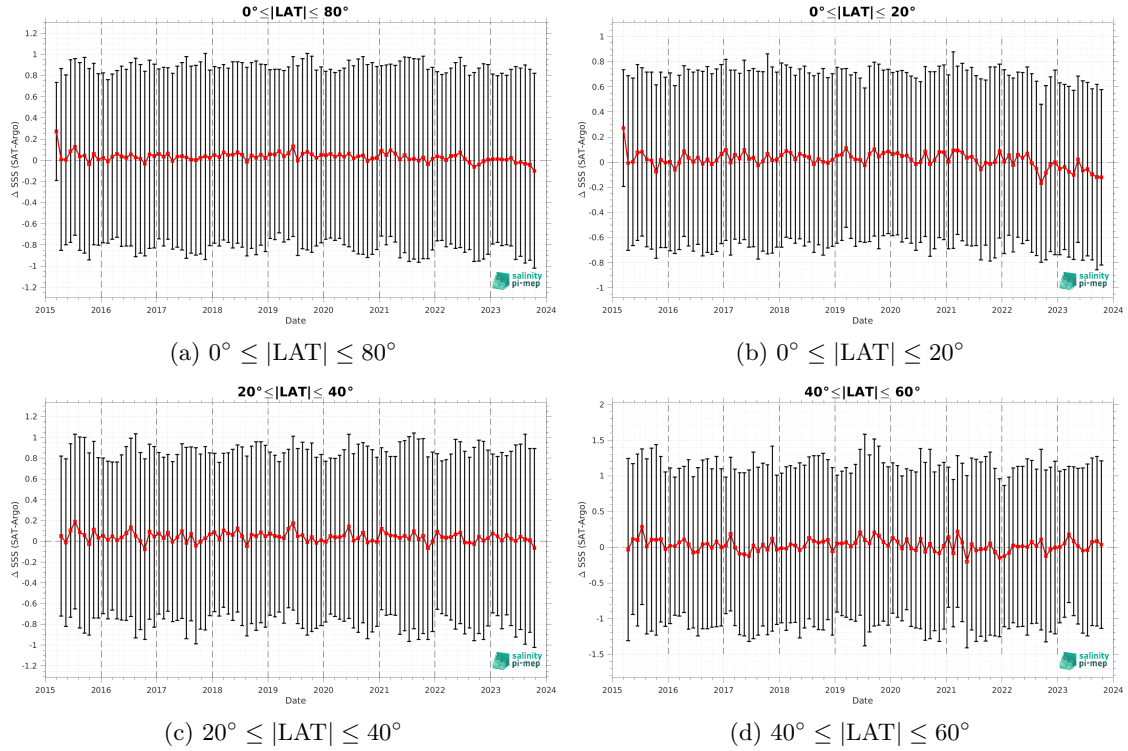 0°≤|LAT|≤ 80°
1.2
1
0.8
0.6
0.4
0.2
0
-0.2
-0.4
-0.6
-0.8
-1
-1.2
Δ SSS (SAT-Argo)
2015 2016 2017 2018 2019 2020 2021 2022 2023 2024
Date
salinity
pi-mep
(a) 0° ≤ |LAT| ≤ 80°
0°≤|LAT|≤ 20°
1
0.8
0.6
0.4
0.2
0
-0.2
-0.4
-0.6
-0.8
-1
Δ SSS (SAT-Argo)
2015 2016 2017 2018 2019 2020 2021 2022 2023 2024
Date
salinity
pi-mep
(b) 0° ≤ |LAT| ≤ 20°
20°≤|LAT|≤ 40°
1.2
1
0.8
0.6
0.4
0.2
0
-0.2
-0.4
-0.6
-0.8
-1
-1.2
Δ SSS (SAT-Argo)
2015 2016 2017 2018 2019 2020 2021 2022 2023 2024
Date
salinity
pi-mep
(c) 20° ≤ |LAT| ≤ 40°
40°≤|LAT|≤ 60°
2
1.5
1
0.5
0
-0.5
-1
-1.5
Δ SSS (SAT-Argo)
2015 2016 2017 2018 2019 2020 2021 2022 2023 2024
Date
salinity
pi-mep
(d) 40° ≤ |LAT| ≤ 60°